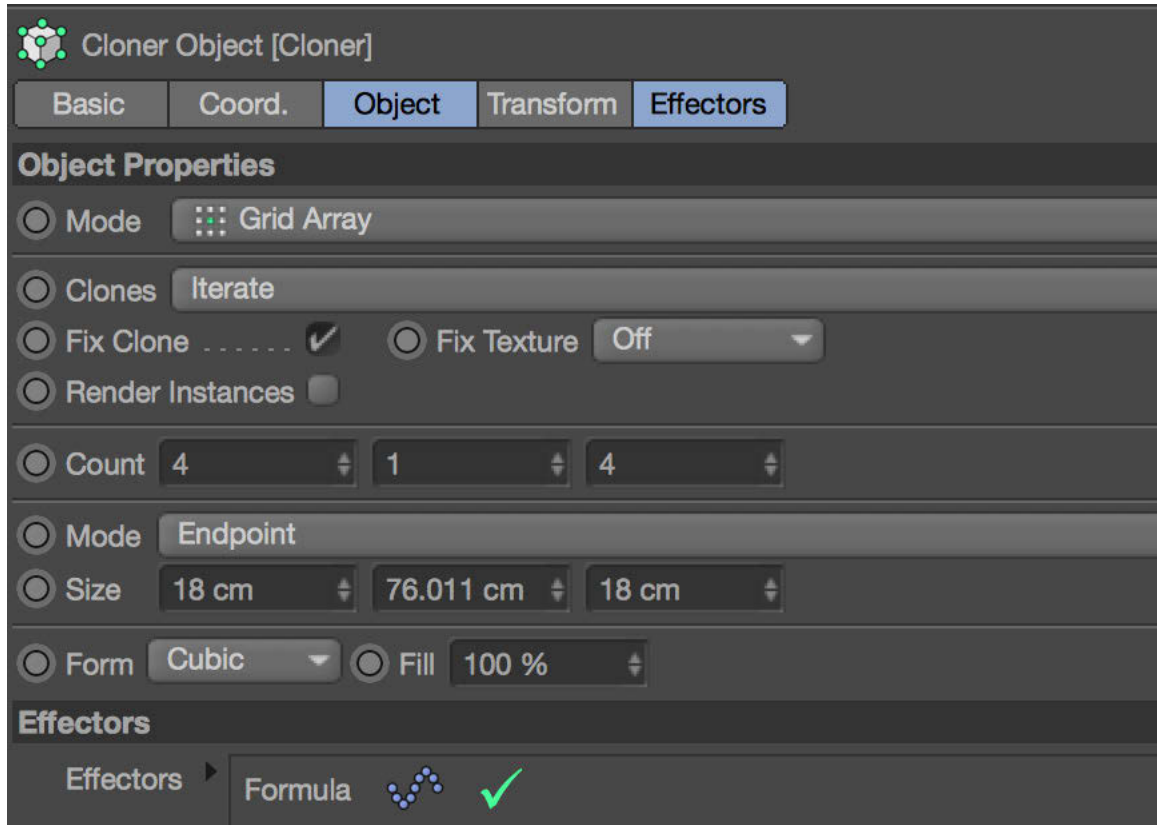 Cloner Object [Cloner]
Basic Coord. Object Transform Effectors
Object Properties
Mode Grid Array
Clones Iterate
Fix Clone ...... Fix Texture Off
Render Instances
Count 4 1 4
Mode Endpoint
Size 18 cm 76.011 cm 18 cm
Form Cubic Fill 100 %
Effectors
Effectors Formula